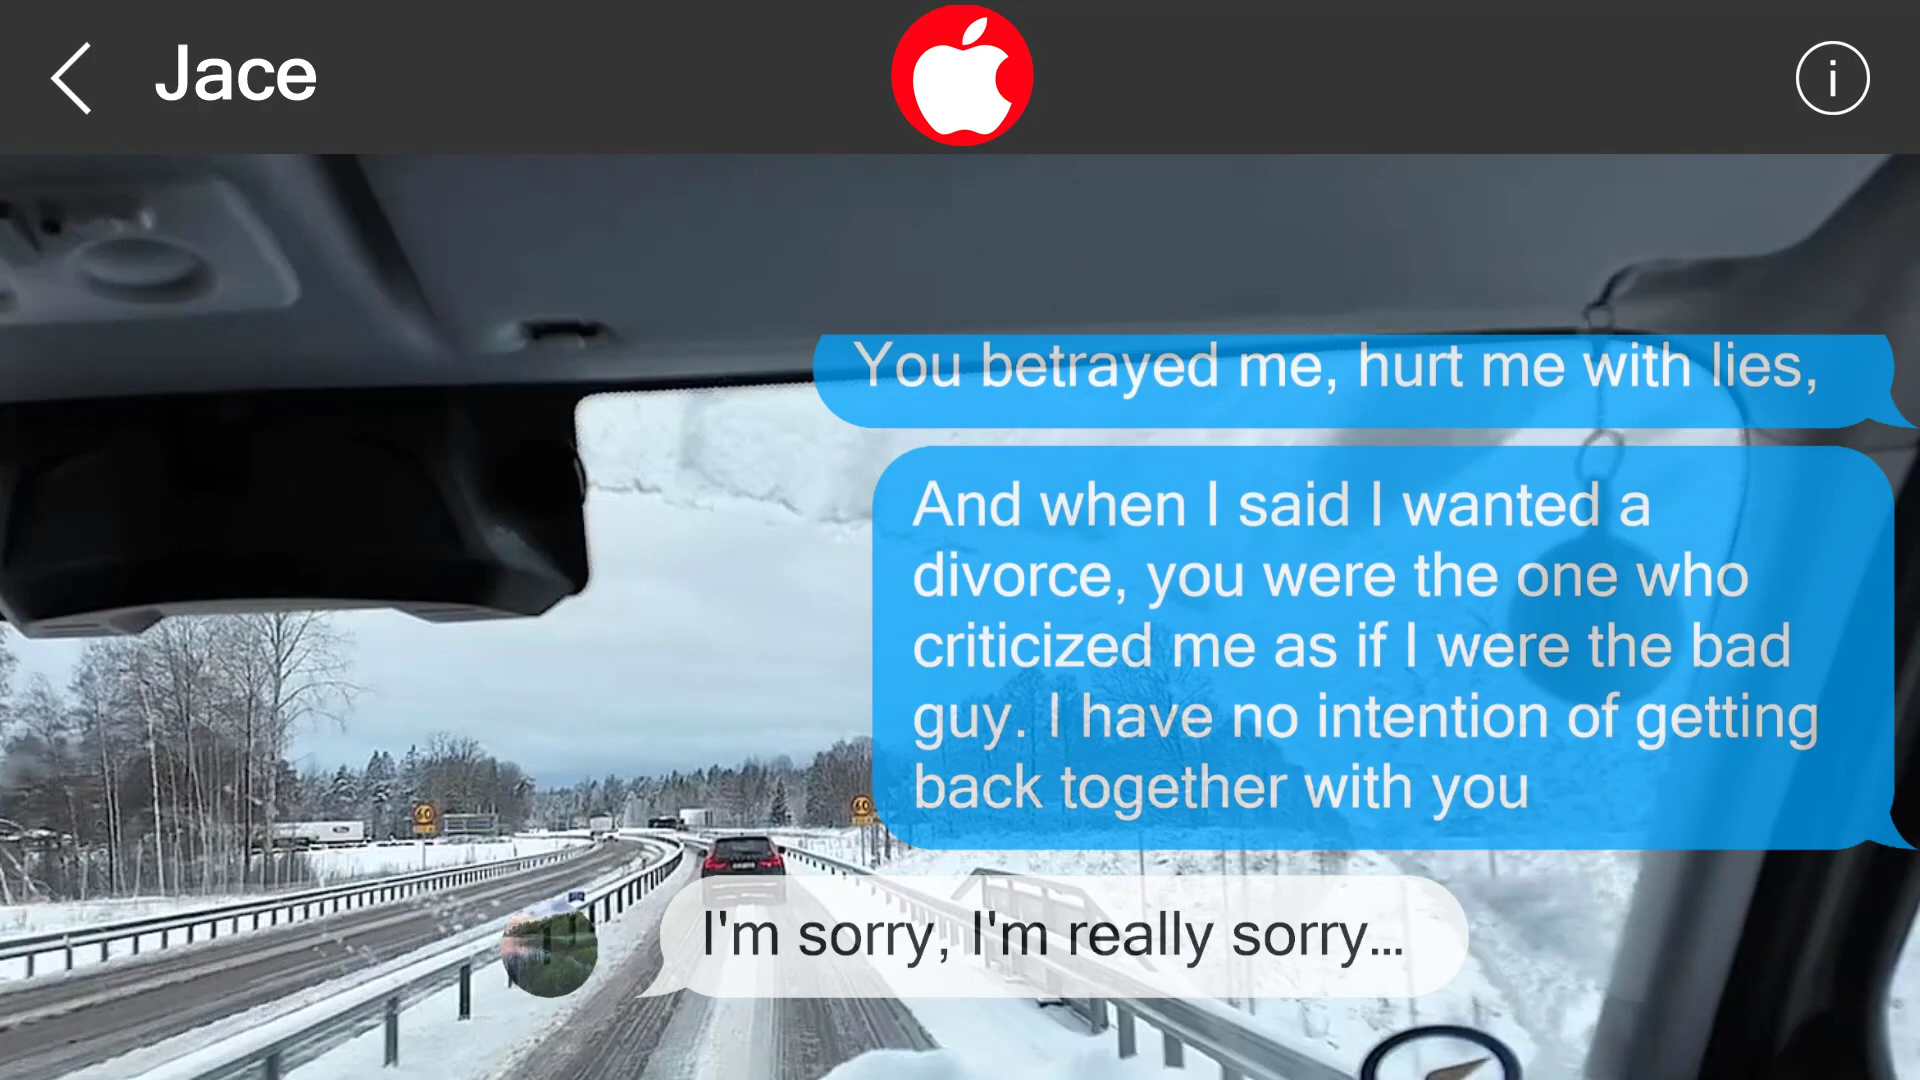 Jace
i
You betrayed me, hurt me with lies,
And when I said I wanted a
divorce, you were the one who
criticized me as if I were the bad
guy. I have no intention of getting
back together with you
60
60
I'm sorry, I'm really sorry...